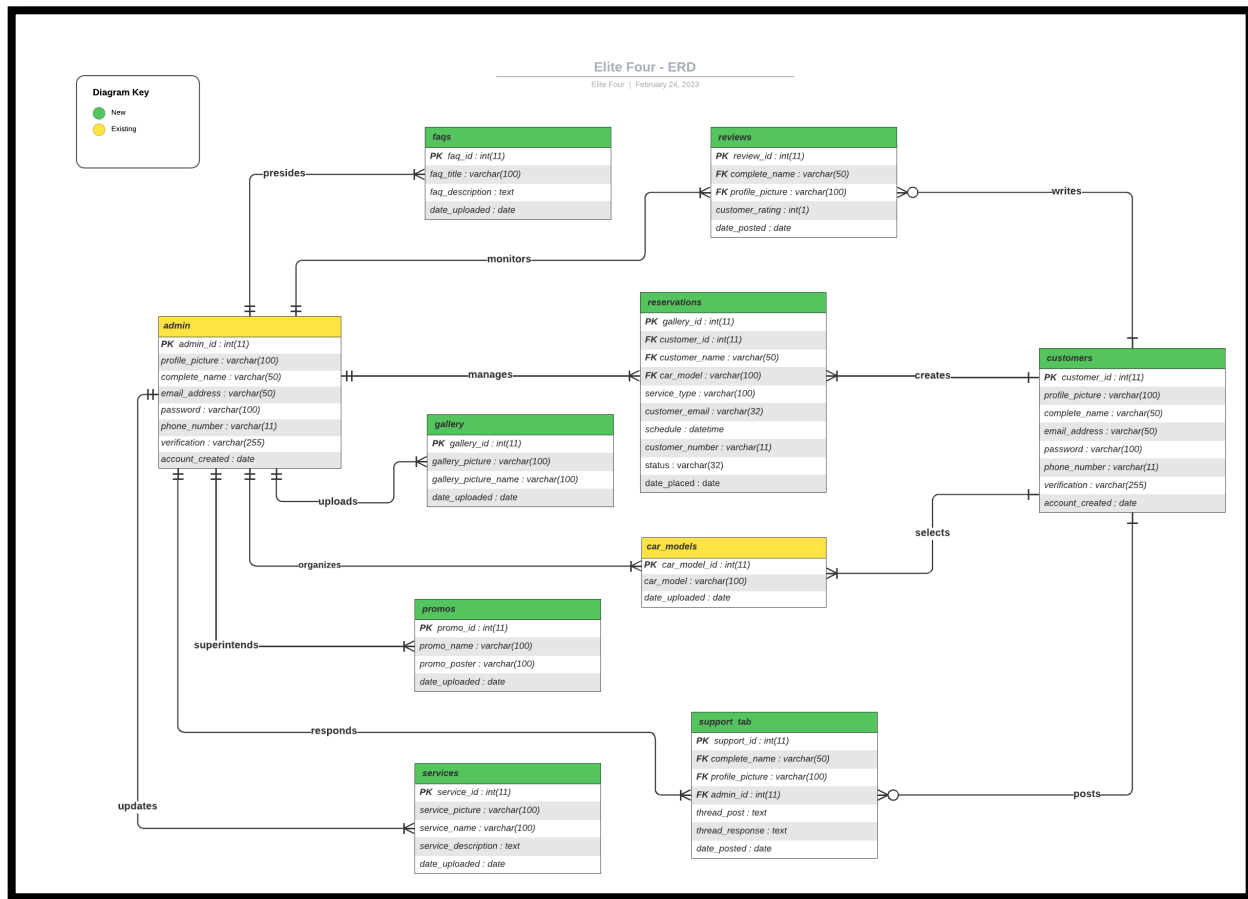 Elite Four - ERD
Elite Four | February 24, 2023
Diagram Key
New
Existing
faqs
PK faq_id : int(11)
faq_title : varchar(100)
faq_description : text
date_uploaded : date
reviews
PK review_id : int(11)
FK complete_name : varchar(50)
FK profile_picture : varchar(100)
customer_rating : int(1)
date_posted : date
presides
writes
monitors
admin
PK admin_id : int(11)
profile_picture : varchar(100)
complete_name : varchar(50)
email_address : varchar(50)
password : varchar(100)
phone_number : varchar(11)
verification : varchar(255)
account_created : date
manages
reservations
PK gallery_id : int(11)
FK customer_id : int(11)
FK customer_name : varchar(50)
FK car_model : varchar(100)
service_type : varchar(100)
customer_email : varchar(32)
schedule : datetime
customer_number : varchar(11)
status : varchar(32)
date_placed : date
creates
customers
PK customer_id : int(11)
profile_picture : varchar(100)
complete_name : varchar(50)
email_address : varchar(50)
password : varchar(100)
phone_number : varchar(11)
verification : varchar(255)
account_created : date
gallery
PK gallery_id : int(11)
gallery_picture : varchar(100)
gallery_picture_name : varchar(100)
date_uploaded : date
uploads
selects
organizes
car_models
PK car_model_id : int(11)
car_model : varchar(100)
date_uploaded : date
promos
PK promo_id : int(11)
promo_name : varchar(100)
promo_poster : varchar(100)
date_uploaded : date
superintends
responds
support tab
PK support_id : int(11)
FK complete_name : varchar(50)
FK profile_picture : varchar(100)
FK admin_id : int(11)
thread_post : text
thread_response : text
date_posted : date
posts
services
PK service_id : int(11)
service_picture : varchar(100)
service_name : varchar(100)
service_description : text
date_uploaded : date
updates